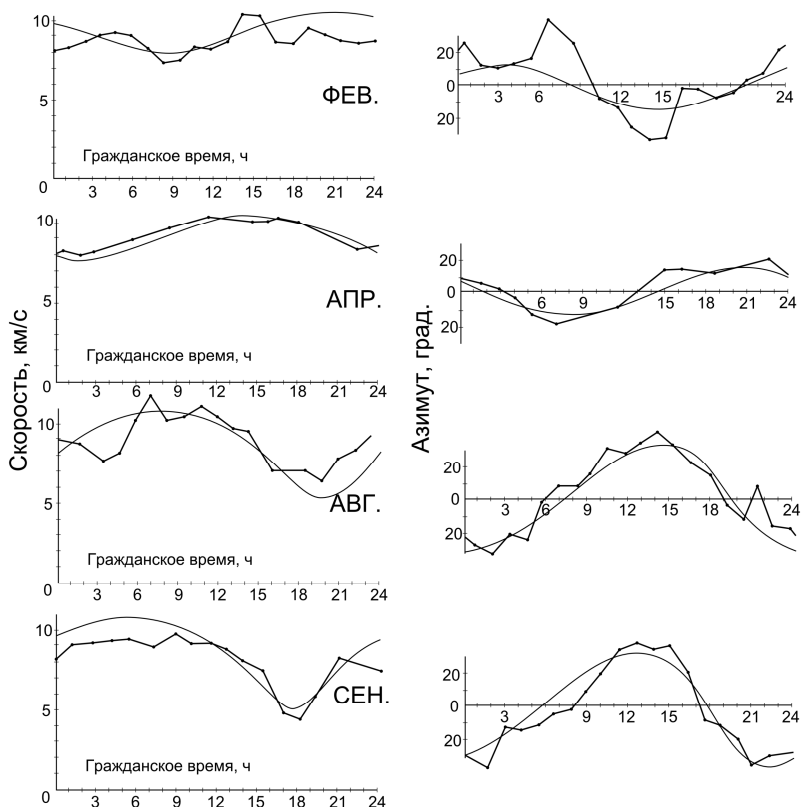 Скорость, км/с
Азимут, град.
10
5
0
ФЕВ.
Гражданское время, ч
3 6 9 12 15 18 21 24
20
0
20
3 6 12 15 24
10
5
0
АПР.
Гражданское время, ч
3 6 9 12 15 18 21 24
20
0
20
6 9 15 18 21 24
10
5
0
АВГ.
Гражданское время, ч
3 6 9 12 15 18 21 24
20
0
20
3 6 9 12 15 18 21 24
10
5
0
СЕН.
Гражданское время, ч
3 6 9 12 15 18 21 24
20
0
20
3 9 12 15 21 24